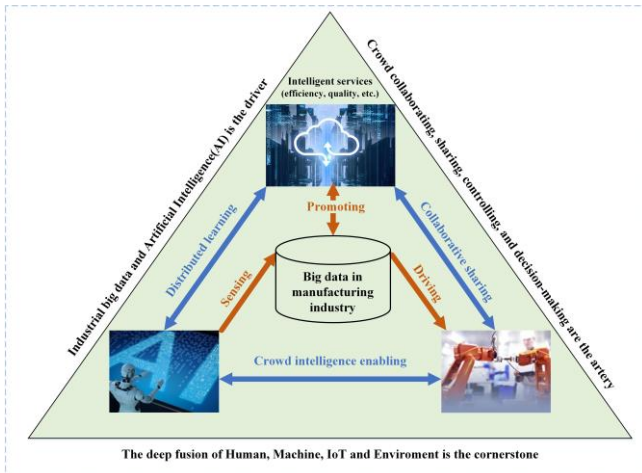 Industrial big data and Artificial Intelligence(AI) is the driver
Crowd collaborating, sharing, controlling, and decision-making are the artery
Intelligent services
(efficiency, quality, etc.)
Promoting
Distributed learning
Collaborative sharing
Sensing
Driving
Big data in
manufacturing
industry
AI
Crowd intelligence enabling
The deep fusion of Human, Machine, IoT and Enviroment is the cornerstone